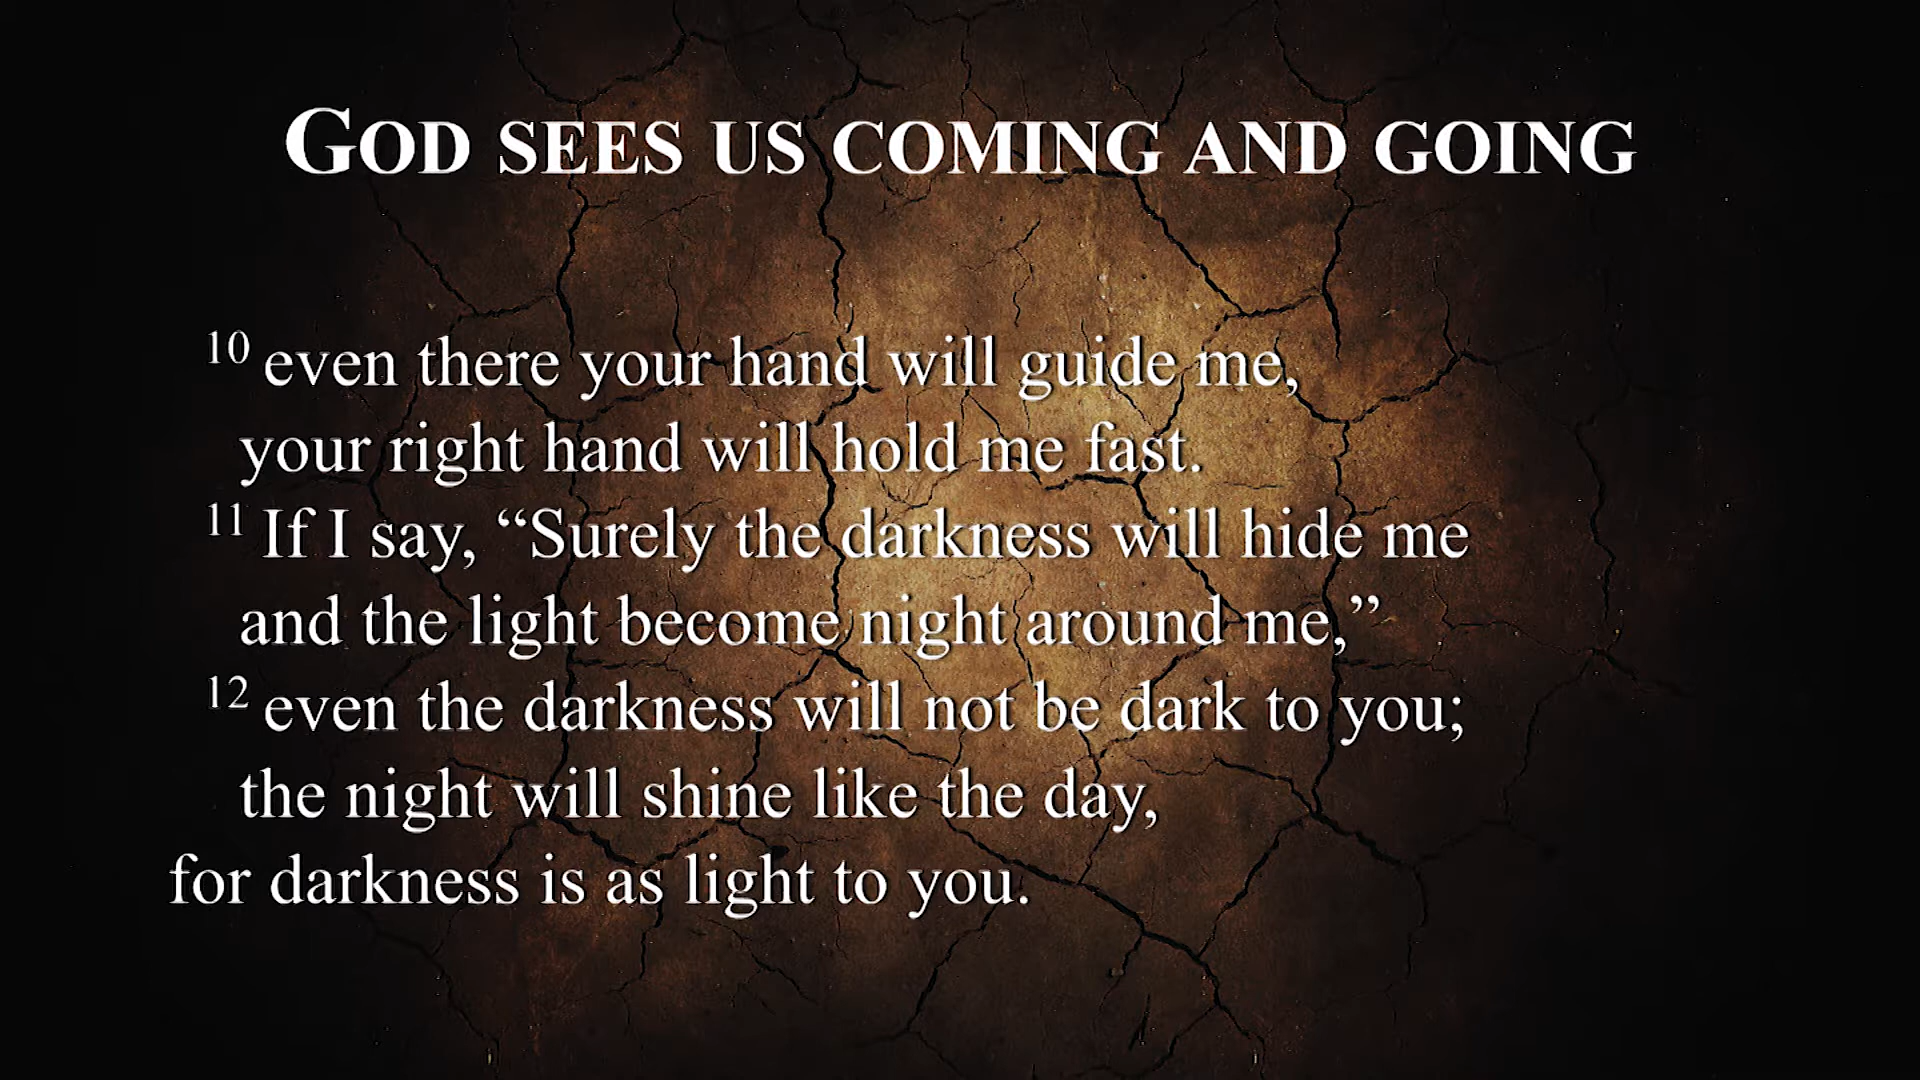 GOD SEES US COMING AND GOING
10 even there your hand will guide me,
your right hand will hold me fast.
11 If I say, “Surely the darkness will hide me
and the light become night around me,”
12 even the darkness will not be dark to you;
the night will shine like the day,
for darkness is as light to you.